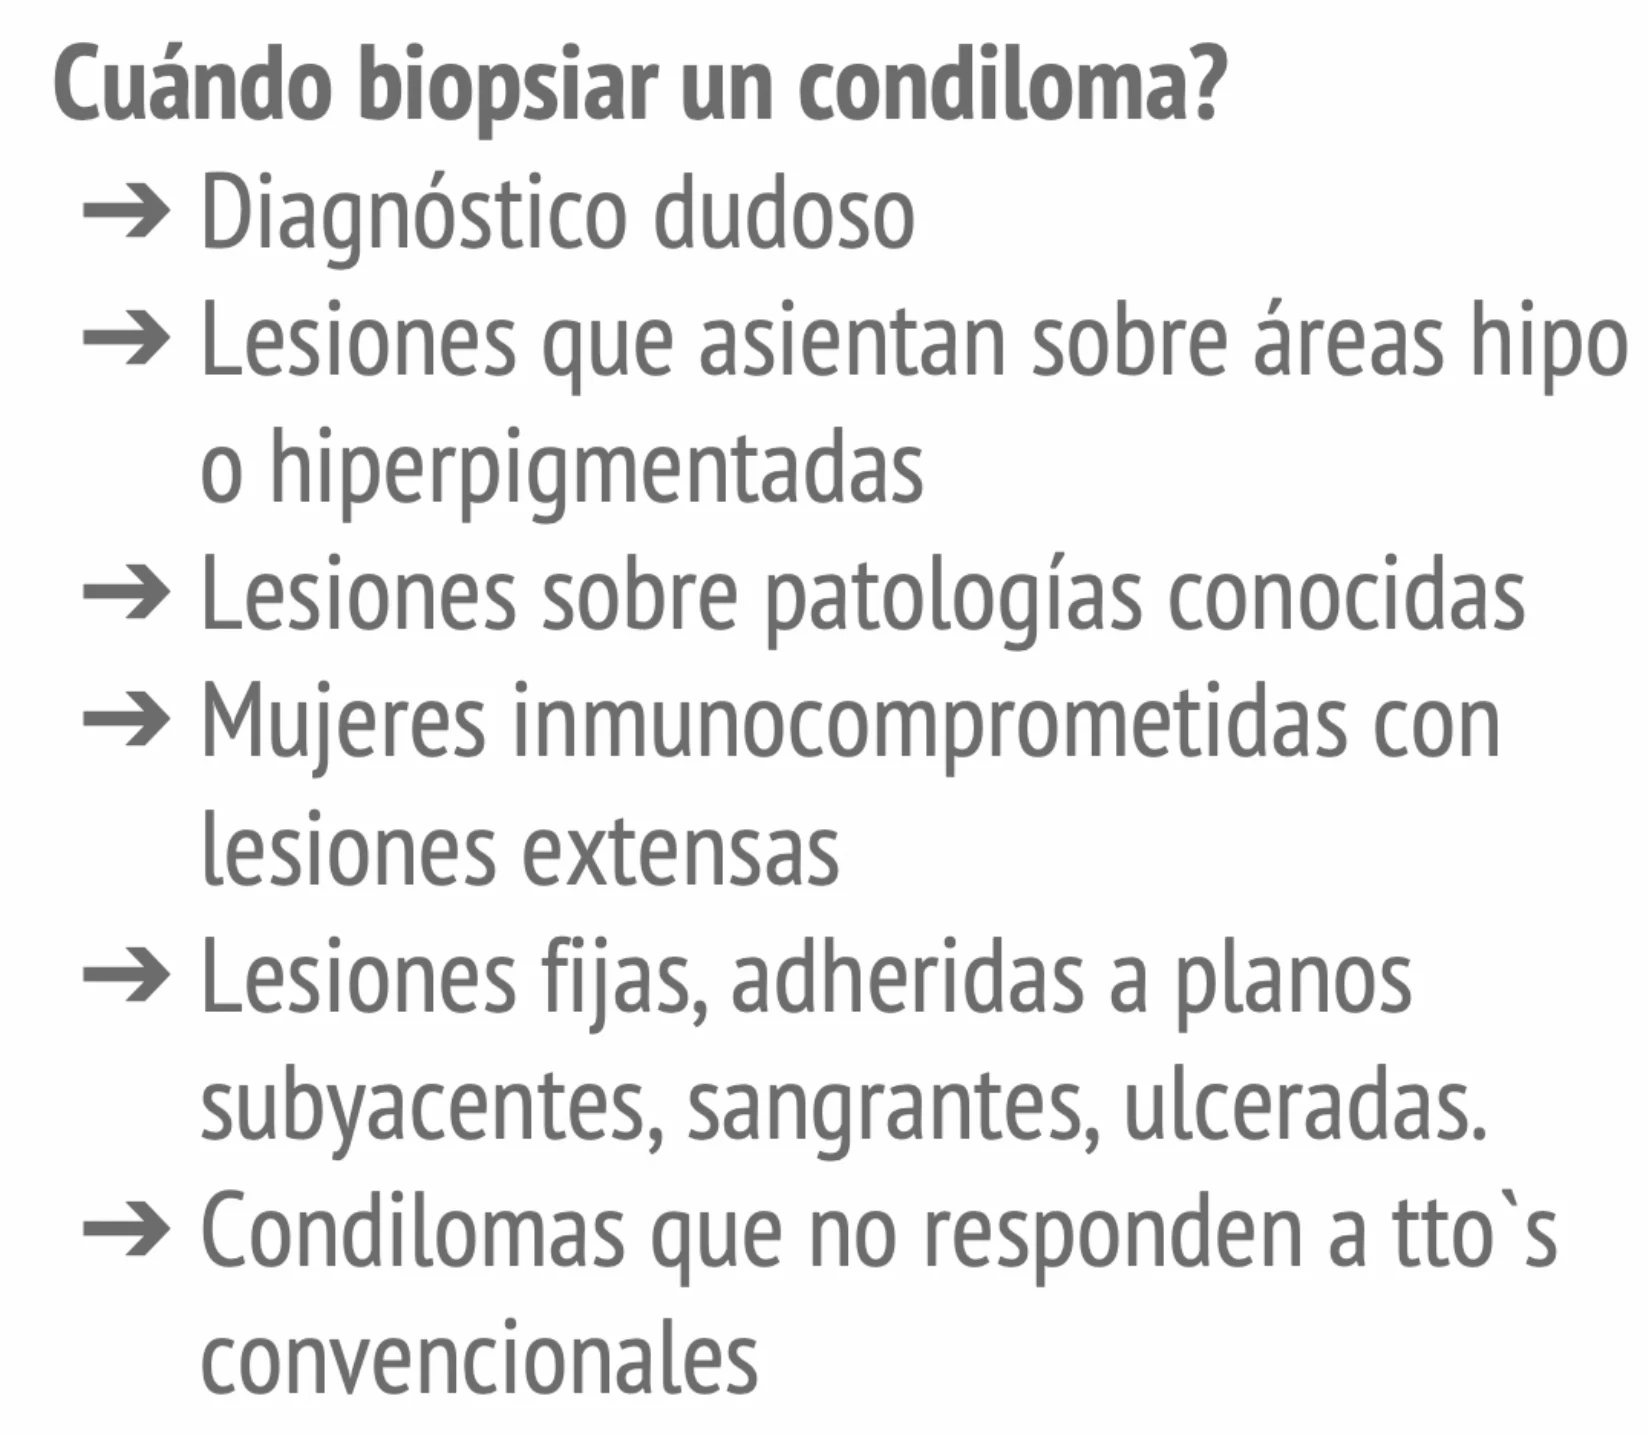 Cuándo biopsiar un condiloma?
➔ Diagnóstico dudoso
➔ Lesiones que asientan sobre áreas hipo
o hiperpigmentadas
➔ Lesiones sobre patologías conocidas
➔ Mujeres inmunocomprometidas con
lesiones extensas
➔ Lesiones fijas, adheridas a planos
subyacentes, sangrantes, ulceradas.
➔ Condilomas que no responden a tto`s
convencionales